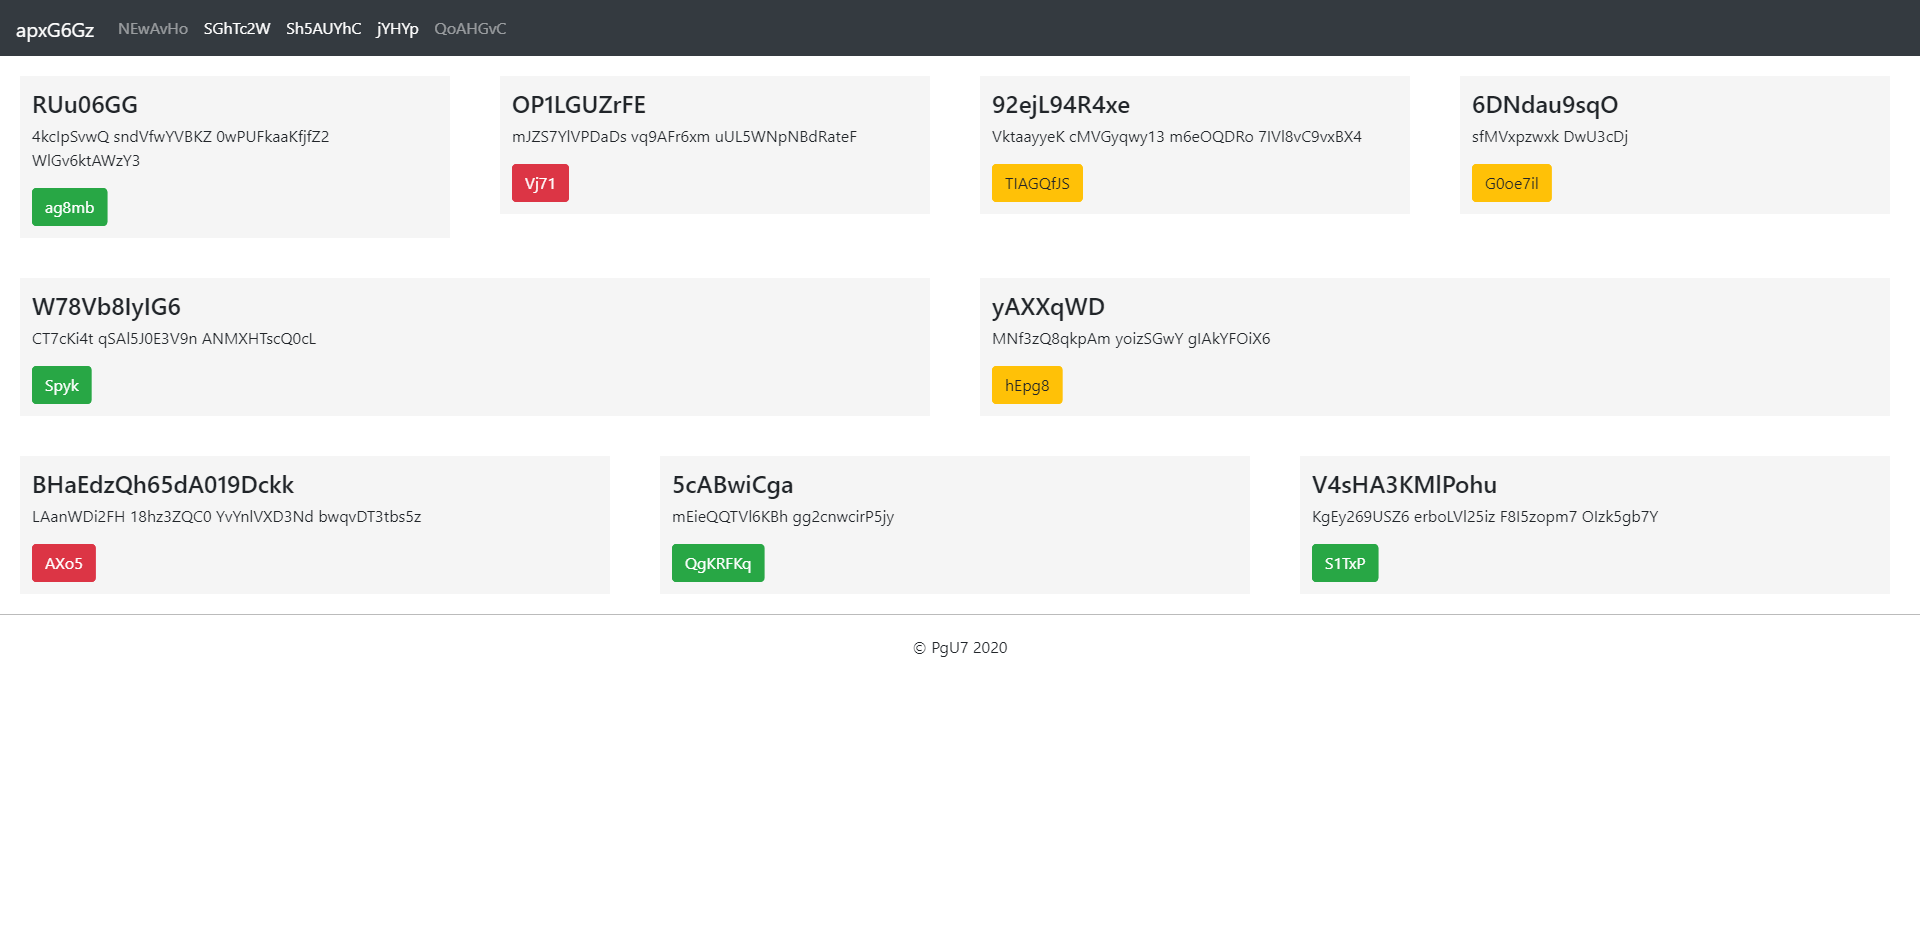 apxG6Gz NEwAvHo SGhTc2W Sh5AUYhC jYHYp QoAHGvC
RUu06GG
4kcIpSvwQ sndVfwYVBKZ 0wPUFkaaKfjfZ2
WlGv6ktAWzY3
ag8mb
OP1LGUZrFE
mJZS7YlVPDaDs vq9AFr6xm uUL5WNpNBdRateF
Vj71
92ejL94R4xe
VktaayyeK cMVGyqwy13 m6eOQDRo 7IVl8vC9vxBX4
TIAGQfJS
6DNdau9sqO
sfMVxpzwxk DwU3cDj
G0oe7il
W78Vb8IyIG6
CT7cKi4t qSAl5J0E3V9n ANMXHTscQ0cL
Spyk
yAXXqWD
MNf3zQ8qkpAm yoizSGwY gIAkYFOiX6
hEpg8
BHaEdzQh65dA019Dckk
LAanWDi2FH 18hz3ZQC0 YvYnlVXD3Nd bwqvDT3tbs5z
AXo5
5cABwiCga
mEieQQTVl6KBh gg2cnwcirP5jy
QgKRFKq
V4sHA3KMlPohu
KgEy269USZ6 erboLVl25iz F8I5zopm7 OIzk5gb7Y
S1TxP
© PgU7 2020